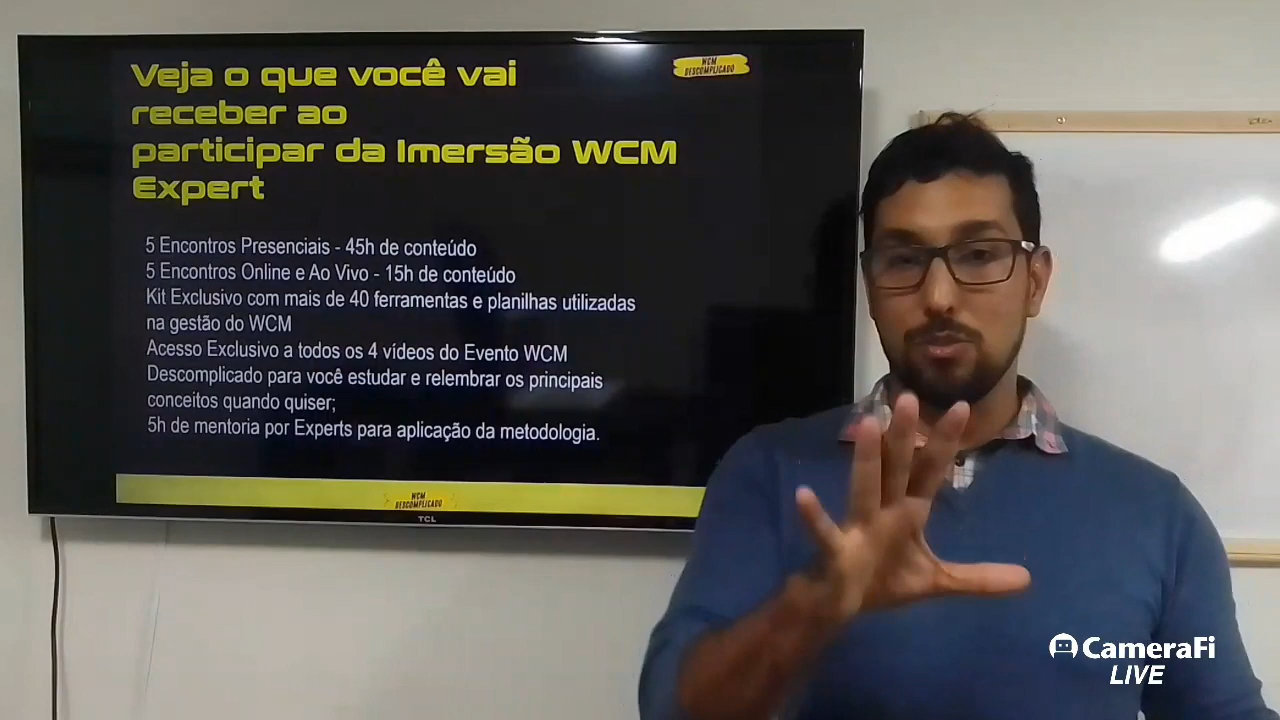 Veja o que você vai
receber ao
participar da Imersão WCM
Expert
WCM
DESCOMPLICADO
5 Encontros Presenciais - 45h de conteúdo
5 Encontros Online e Ao Vivo - 15h de conteúdo
Kit Exclusivo com mais de 40 ferramentas e planilhas utilizadas
na gestão do WCM
Acesso Exclusivo a todos os 4 vídeos do Evento WCM
Descomplicado para você estudar e relembrar os principais
conceitos quando quiser;
5h de mentoria por Experts para aplicação da metodologia.
WCM
DESCOMPLICADO
TCL
CameraFi
LIVE